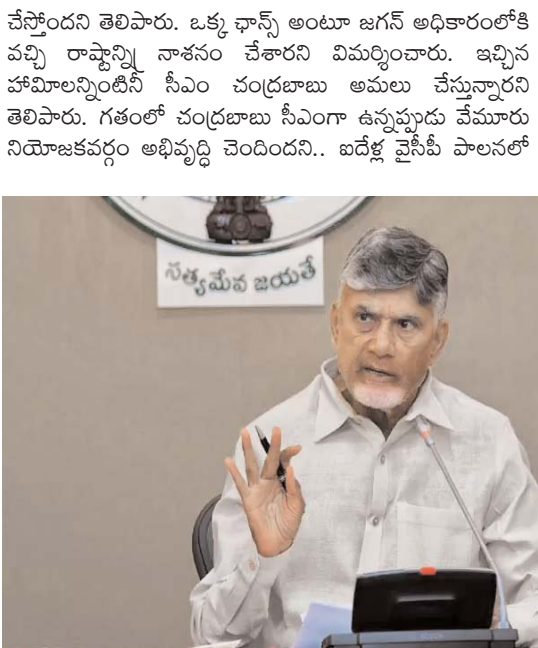 చేస్తోందని తెలిపారు. ఒక్క ఛాన్స్ అంటూ జగన్ అధికారంలోకి
వచ్చి రాష్ట్రాన్ని నాశనం చేశారని విమర్శించారు. ఇచ్చిన
హామీలన్నింటినీ సీఎం చంద్రబాబు అమలు చేస్తున్నారని
తెలిపారు. గతంలో చంద్రబాబు సీఎంగా ఉన్నప్పుడు వేమూరు
నియోజకవర్గం అభివృద్ధి చెందిందని.. ఐదేళ్ల వైసీపీ పాలనలో
సత్యమేవ జయతే